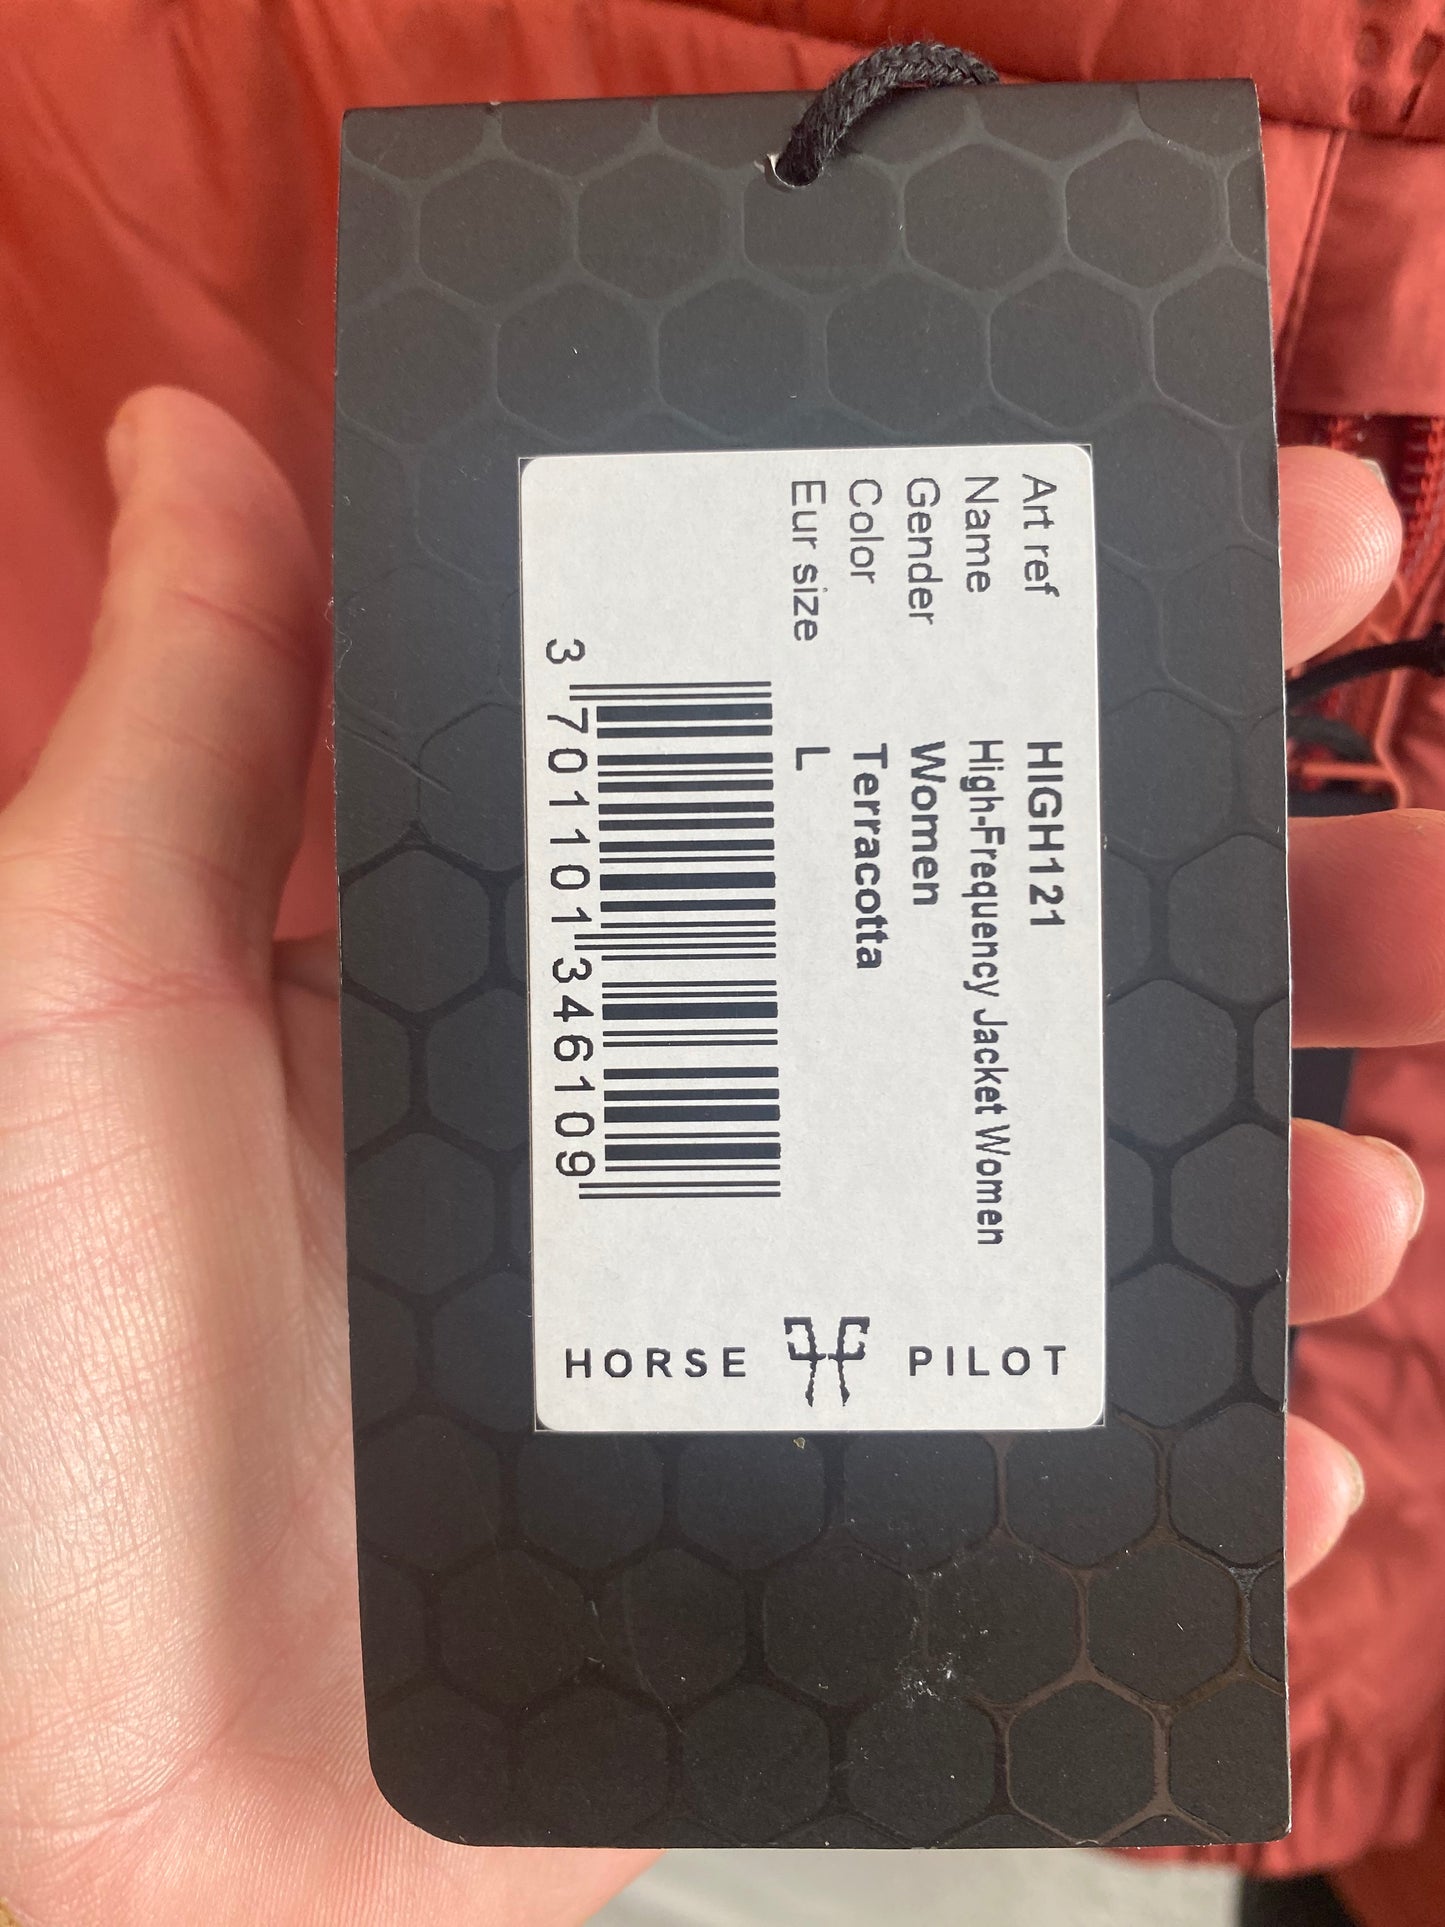 Art ref HIGH121
Name High-Frequency Jacket Women
Gender Women
Color Terracotta
Eur size L
3 701101 346109
HORSE PILOT